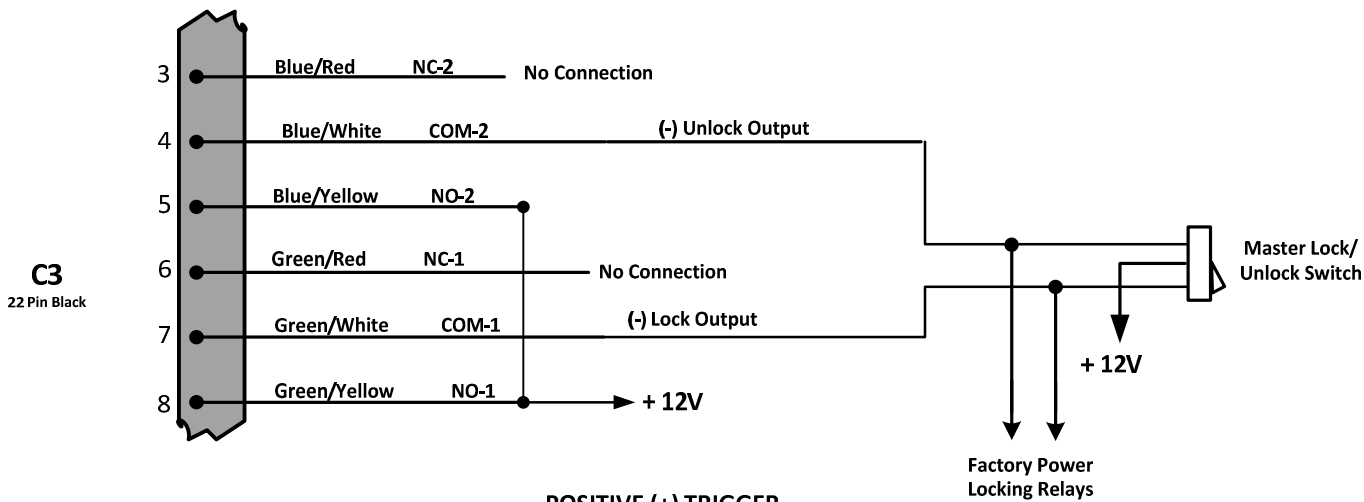 3 Blue/Red NC-2 No Connection
4 Blue/White COM-2 (-) Unlock Output
5 Blue/Yellow NO-2
6 Green/Red NC-1 No Connection
7 Green/White COM-1 (-) Lock Output
8 Green/Yellow NO-1 + 12V
C3
22 Pin Black
Master Lock/
Unlock Switch
+ 12V
Factory Power
Locking Relays
POSITIVE (+) TRIGGER